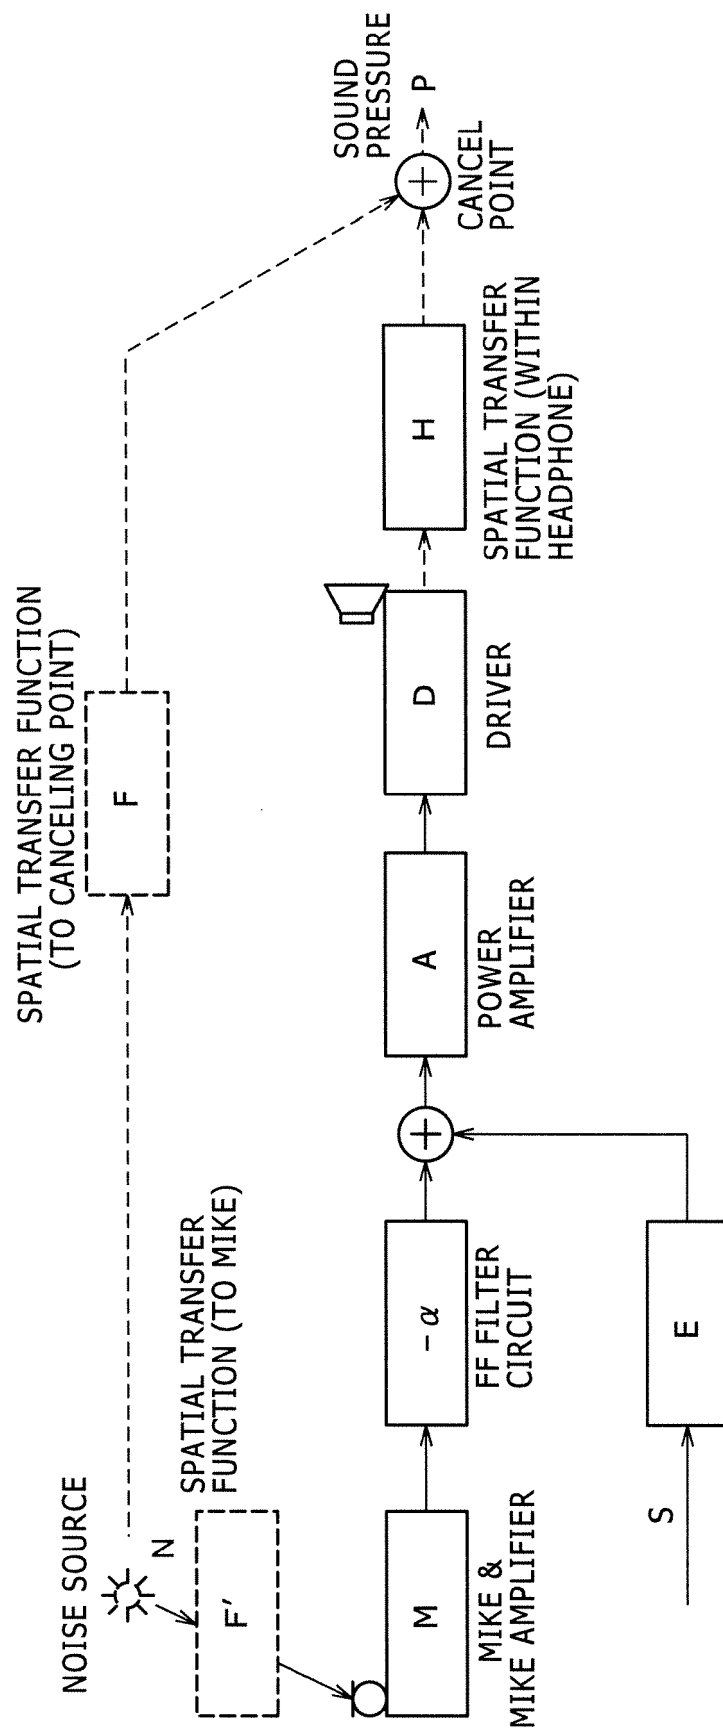 NOISE SOURCE
N
SPATIAL TRANSFER FUNCTION
(TO CANCELING POINT)
F
SPATIAL TRANSFER
FUNCTION (TO MIKE)
F'
SOUND
PRESSURE
P
CANCEL
POINT
M
MIKE &
MIKE AMPLIFIER
-α
FF FILTER
CIRCUIT
+
A
POWER
AMPLIFIER
D
DRIVER
H
SPATIAL TRANSFER
FUNCTION (WITHIN
HEADPHONE)
+
S
E